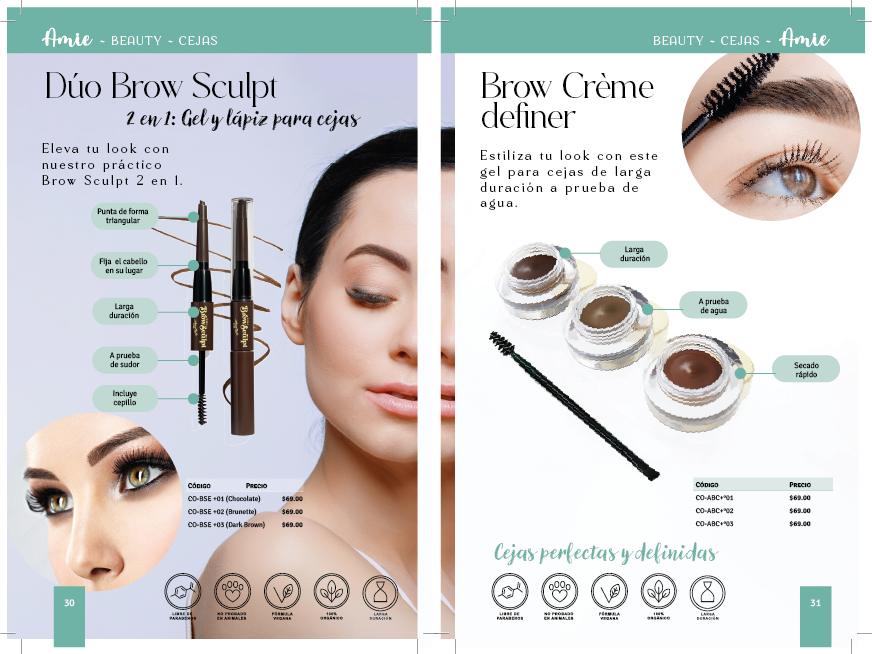 Amie ~ BEAUTY ~ CEJAS
Dúo Brow Sculpt
2 en 1: Gel y lápiz para cejas
Eleva tu look con
nuestro práctico
Brow Sculpt 2 en 1.
Punta de forma
triangular
Fija el cabello
en su lugar
Larga
duración
A prueba
de sudor
Incluye
cepillo
Brow Sculpt
Brow Sculpt
CÓDIGO PRECIO
CO-BSE +01 (Chocolate) $69.00
CO-BSE +02 (Brunette) $69.00
CO-BSE +03 (Dark Brown) $69.00
LIBRE DE
PARABENOS
NO PROBADO
EN ANIMALES
FÓRMULA
VEGANA
100%
ORGÁNICO
LARGA
DURACIÓN
30
BEAUTY ~ CEJAS ~ Amie
Brow Crème
definer
Estiliza tu look con este
gel para cejas de larga
duración a prueba de
agua.
Larga
duración
A prueba
de agua
Secado
rápido
CÓDIGO PRECIO
CO-ABC+°01 $69.00
CO-ABC+°02 $69.00
CO-ABC+°03 $69.00
Cejas perfectas y definidas
LIBRE DE
PARABENOS
NO PROBADO
EN ANIMALES
FÓRMULA
VEGANA
100%
ORGÁNICO
LARGA
DURACIÓN
31